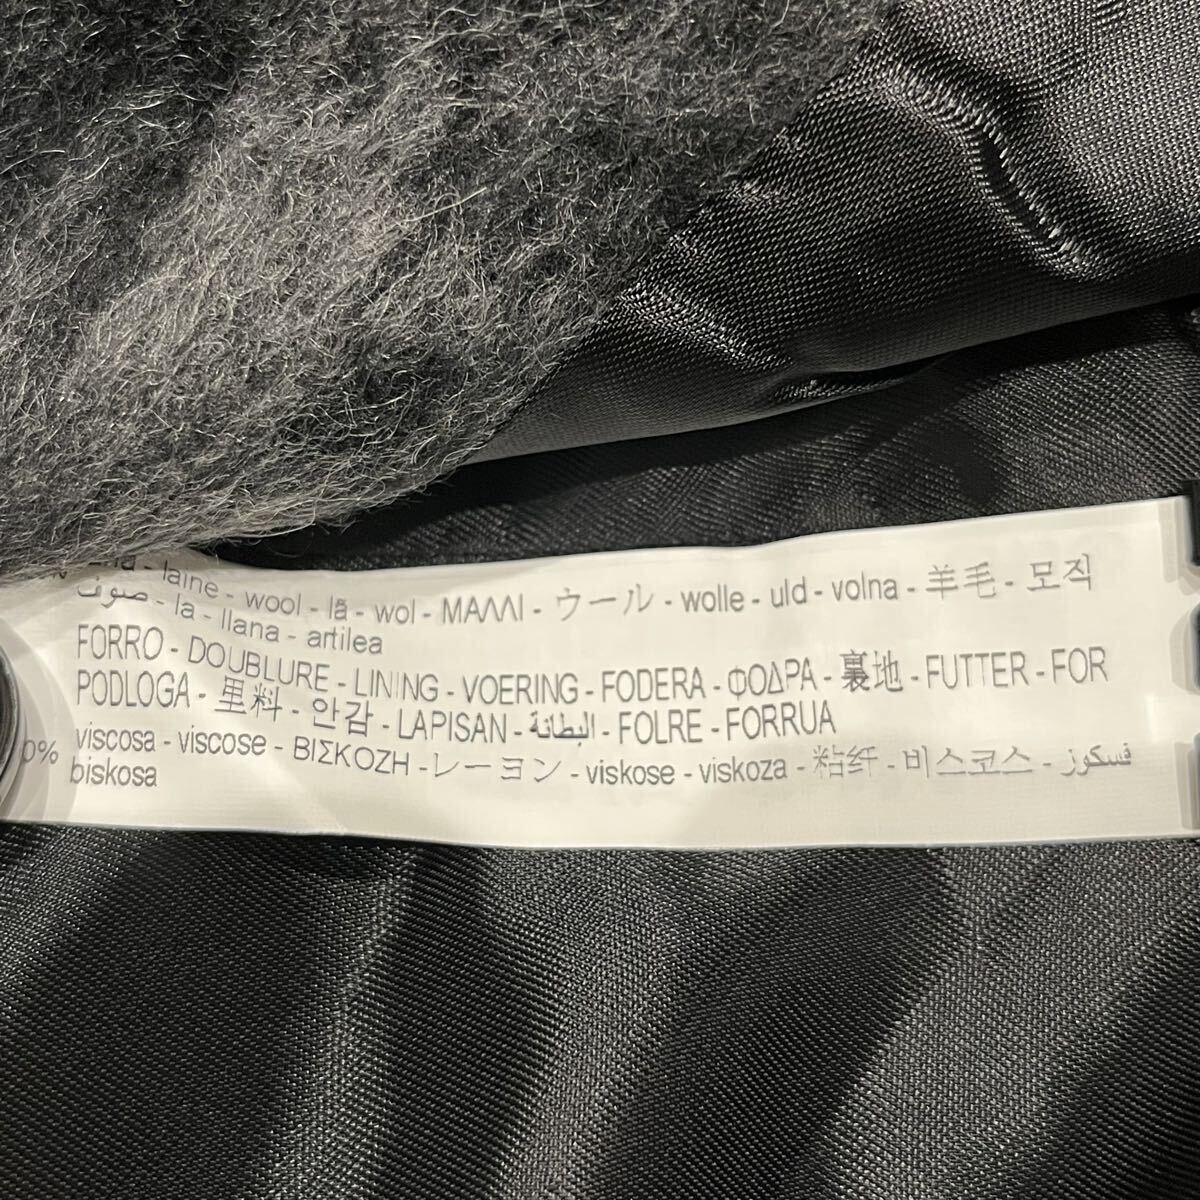 - laine - wool - lã - wol - ΜΑΛΛΙ - ウール - wolle - uld - volna - 羊毛 - 모직
صوف - la - llana - artilea
FORRO - DOUBLURE - LINING - VOERING - FODERA - ΦΟΔΡΑ - 裏地 - FUTTER - FOR
PODLOGA - 里料 - 안감 - LAPISAN - البطانة - FOLRE - FORRUA
0% viscosa - viscose - ΒΙΣΚΟΖΗ - レーヨン - viskose - viskoza - 粘纤 - 비스코스 - فسكوز
biskosa